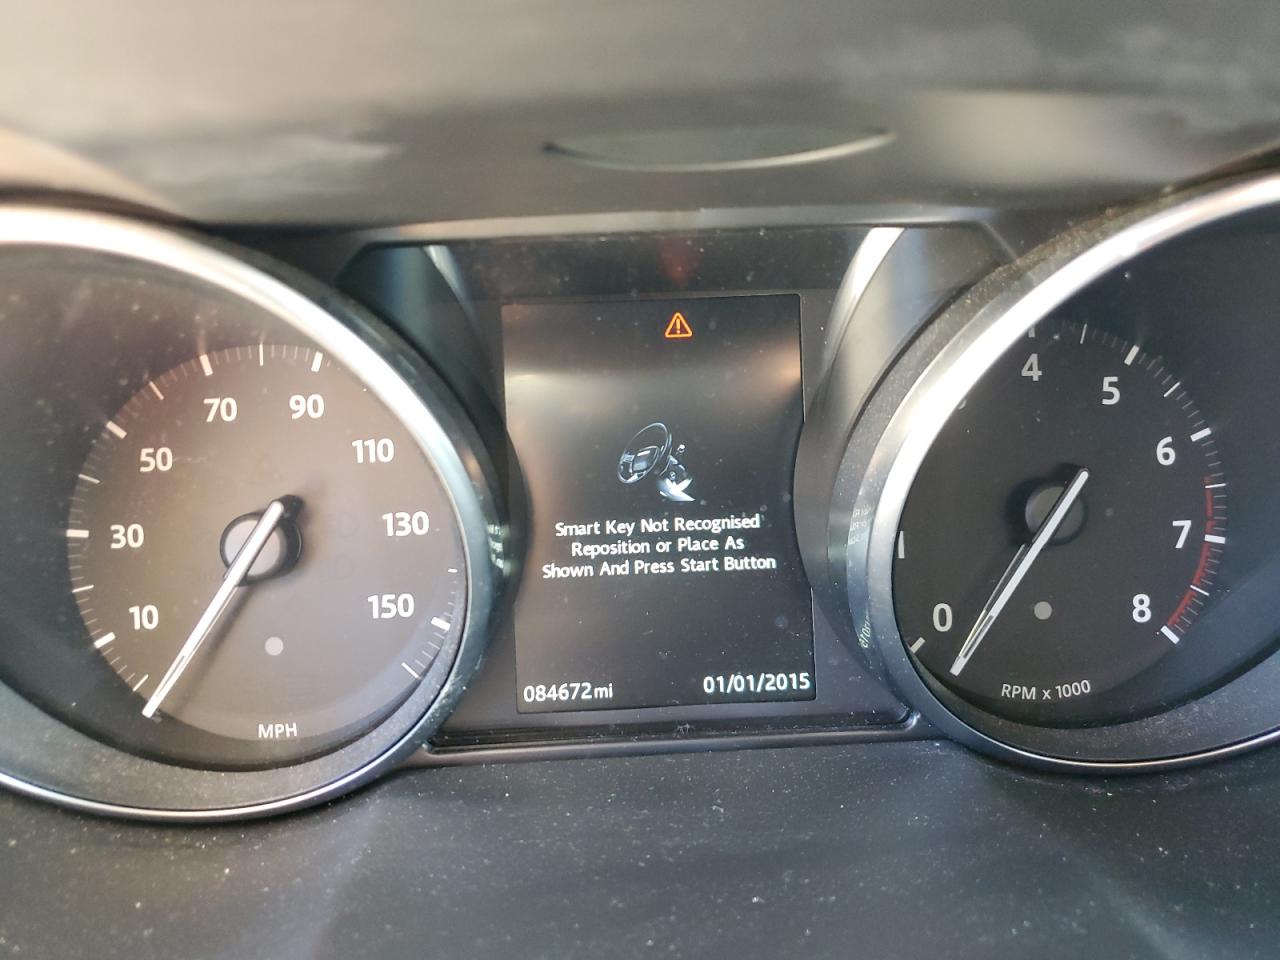 10
30
50
70
90
110
130
150
MPH
Smart Key Not Recognised
Reposition or Place As
Shown And Press Start Button
084672mi
01/01/2015
0
1
4
5
6
7
8
RPM x 1000